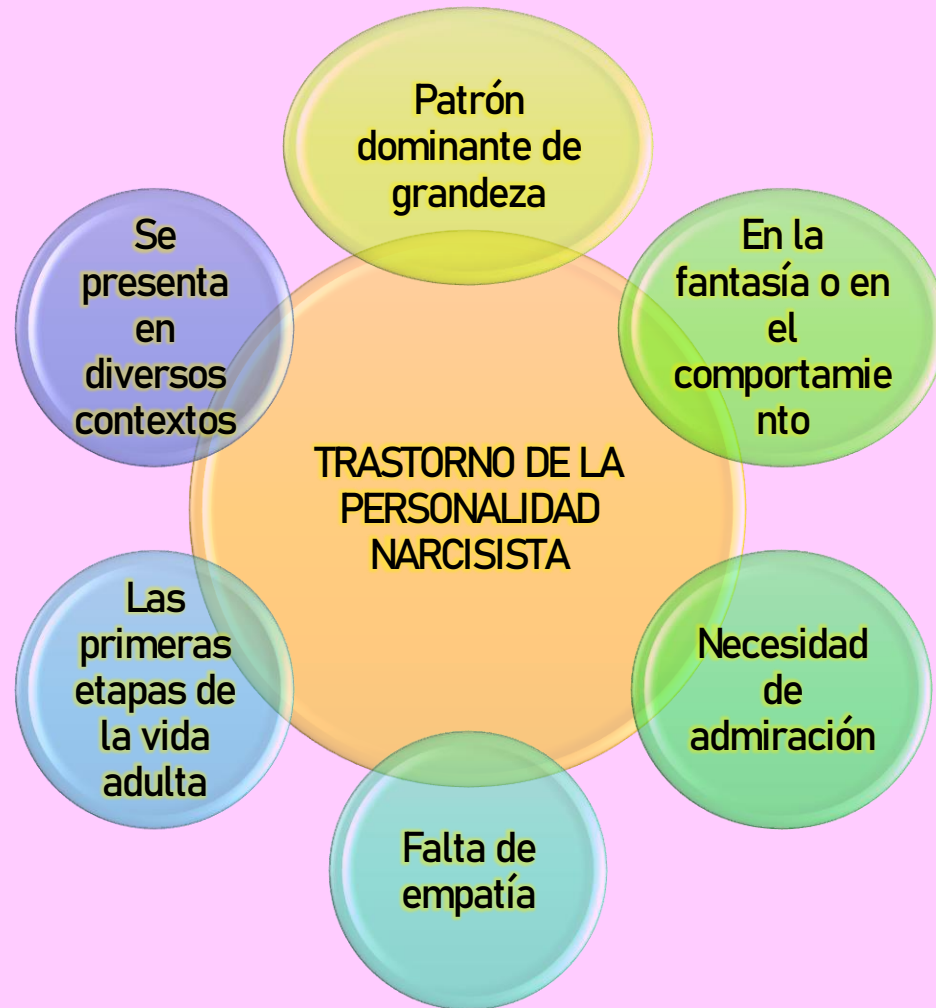 Patrón
dominante de
grandeza
En la
fantasía o en
el
comportamie
nto
Necesidad
de
admiración
Falta de
empatía
Las
primeras
etapas de
la vida
adulta
Se
presenta
en
diversos
contextos
TRASTORNO DE LA
PERSONALIDAD
NARCISISTA